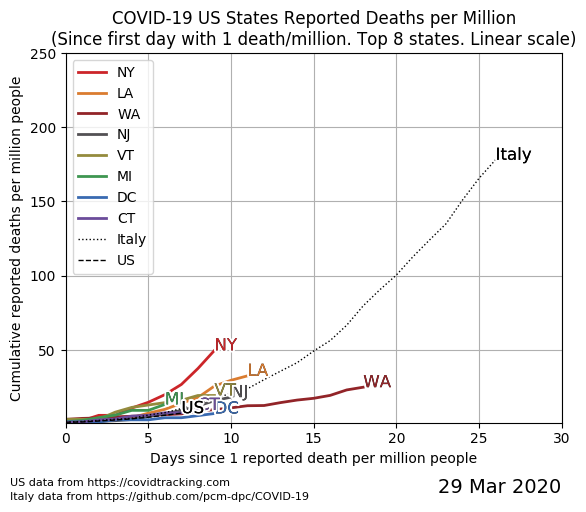 COVID-19 US States Reported Deaths per Million
(Since first day with 1 death/million. Top 8 states. Linear scale)
Cumulative reported deaths per million people
250
200
150
100
50
NY
LA
WA
NJ
VT
MI
DC
CT
Italy
US
Italy
NY
LA
WA
MI
VT
NJ
US
CT
DC
0
5
10
15
20
25
30
Days since 1 reported death per million people
US data from https://covidtracking.com
Italy data from https://github.com/pcm-dpc/COVID-19
29 Mar 2020